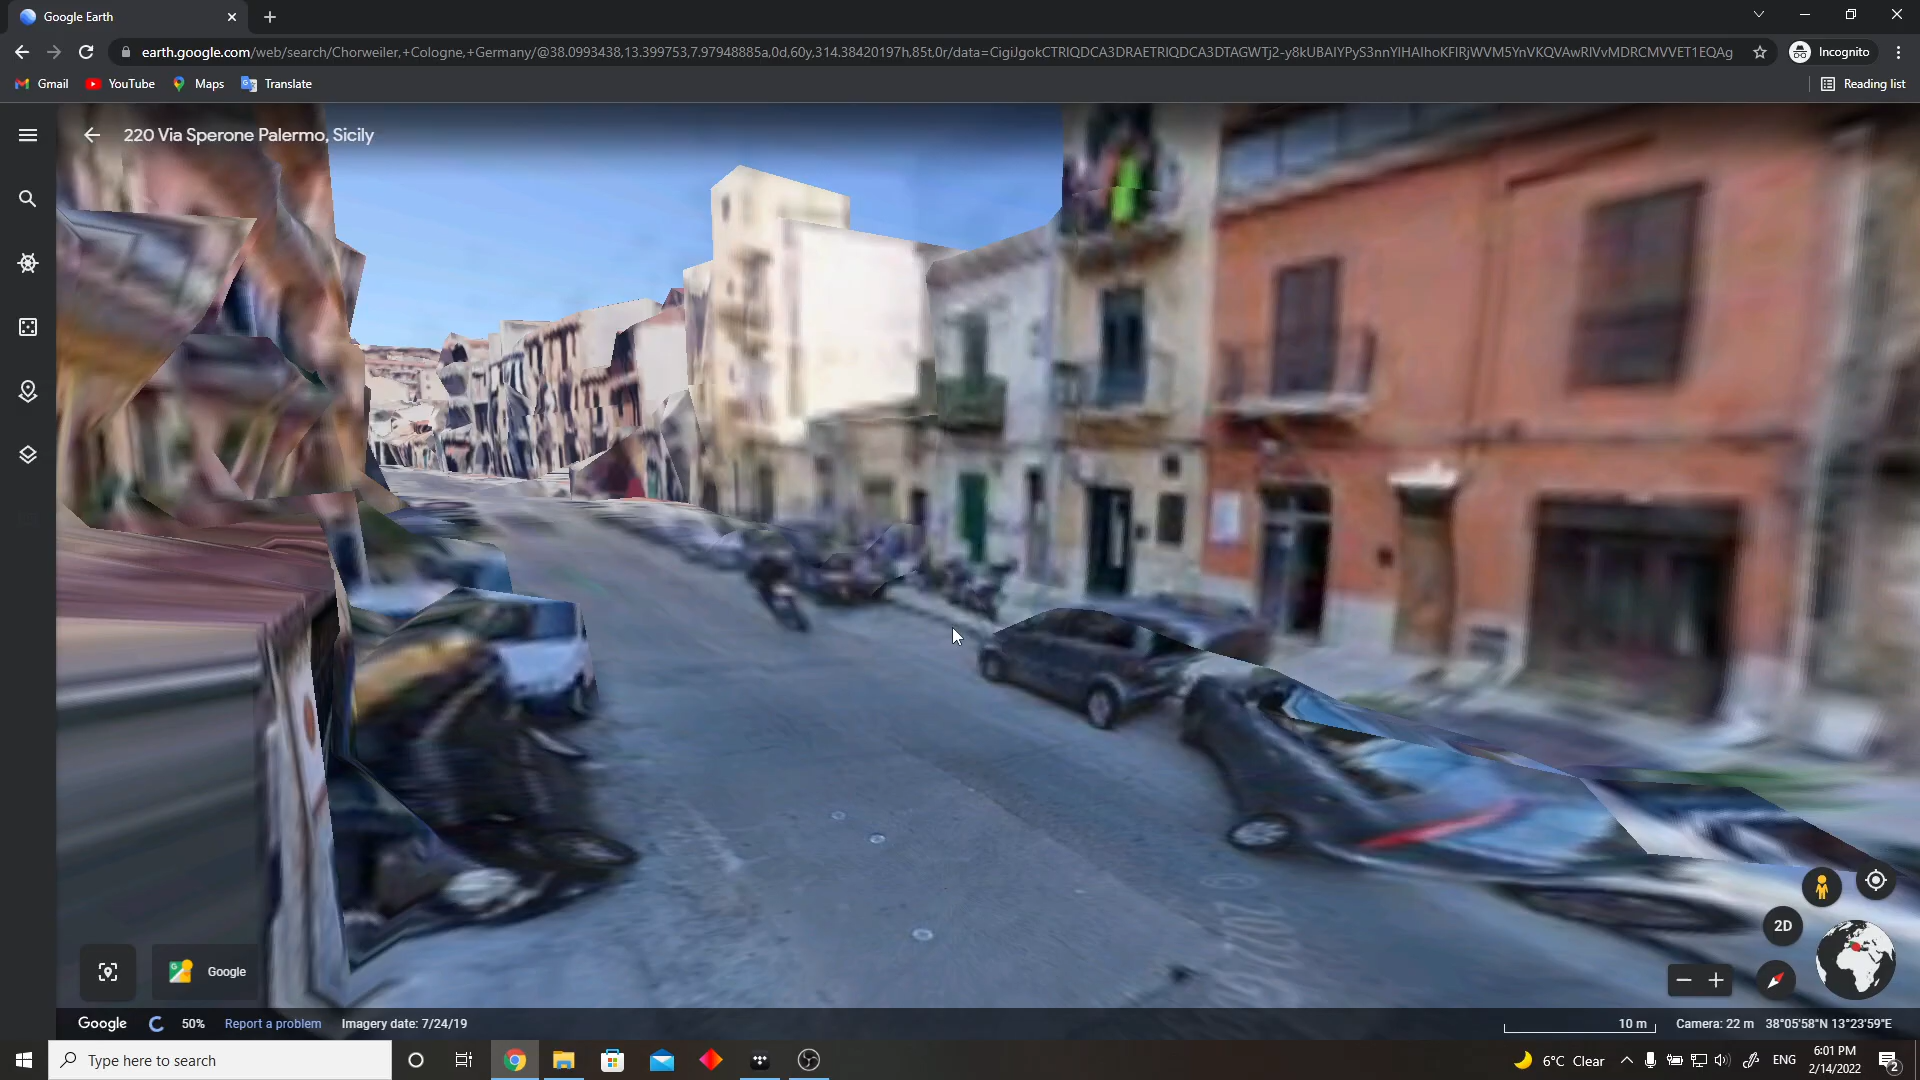 Google Earth
earth.google.com/web/search/Chorweiler,+Cologne,+Germany/@38.0993438,13.399753,7.97948885a,0d,60y,314.38420197h,85t,0r/data=CigiJgokCTRIQDCA3DRAETRIQDCA3DTAGWTj2-y8kUBAIYPyS3nnYlHAIhoKFlRjWVM5YnVKQVAwRlVvMDRCMVVET1EQAg
Incognito
Gmail YouTube Maps Translate Reading list
220 Via Sperone Palermo, Sicily
Google
2D
Google 50% Report a problem Imagery date: 7/24/19 10 m Camera: 22 m 38°05'58"N 13°23'59"E
Type here to search
6°C Clear ENG
6:01 PM
2/14/2022
2